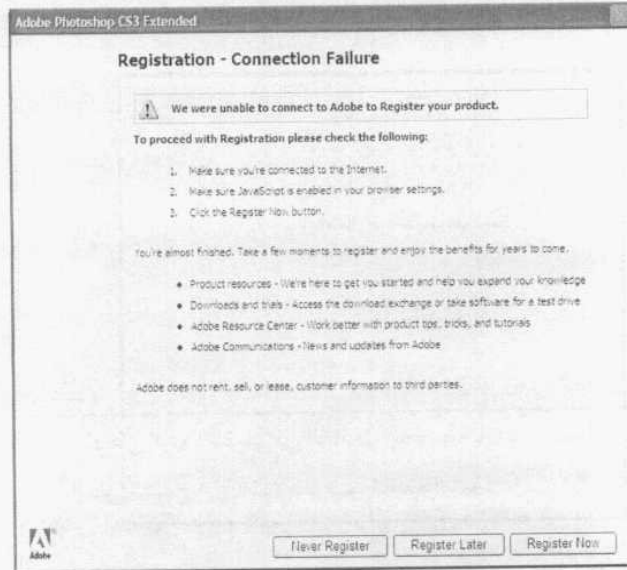 Adobe Photoshop CS3 Extended
Registration - Connection Failure
We were unable to connect to Adobe to Register your product.
To proceed with Registration please check the following:
1. Make sure you're connected to the Internet.
2. Make sure JavaScript is enabled in your browser settings.
3. Click the Register Now button.
You're almost finished. Take a few moments to register and enjoy the benefits for years to come.
• Product resources - We're here to get you started and help you expand your knowledge
• Downloads and trials - Access the download exchange or take software for a test drive
• Adobe Resource Center - Work better with product tips, tricks, and tutorials
• Adobe Communications - News and updates from Adobe
Adobe does not rent, sell, or lease, customer information to third parties.
Adobe
Never Register
Register Later
Register Now